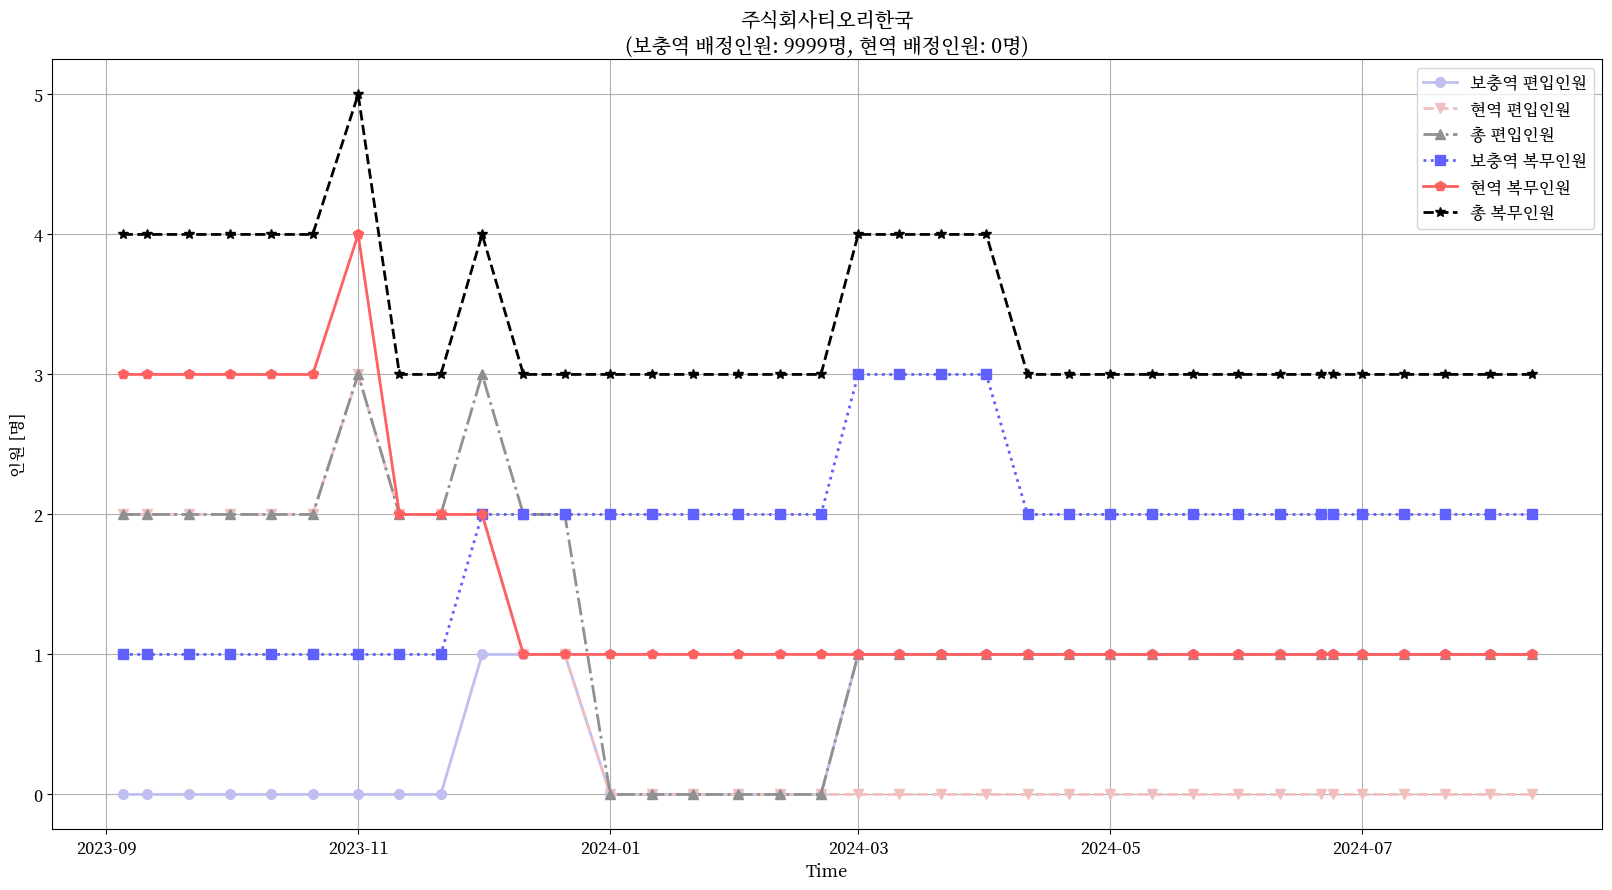 주식회사티오리한국
(보충역 배정인원: 9999명, 현역 배정인원: 0명)
보충역 편입인원
현역 편입인원
총 편입인원
보충역 복무인원
현역 복무인원
총 복무인원
인원 [명]
5
4
3
2
1
0
2023-09
2023-11
2024-01
2024-03
2024-05
2024-07
Time